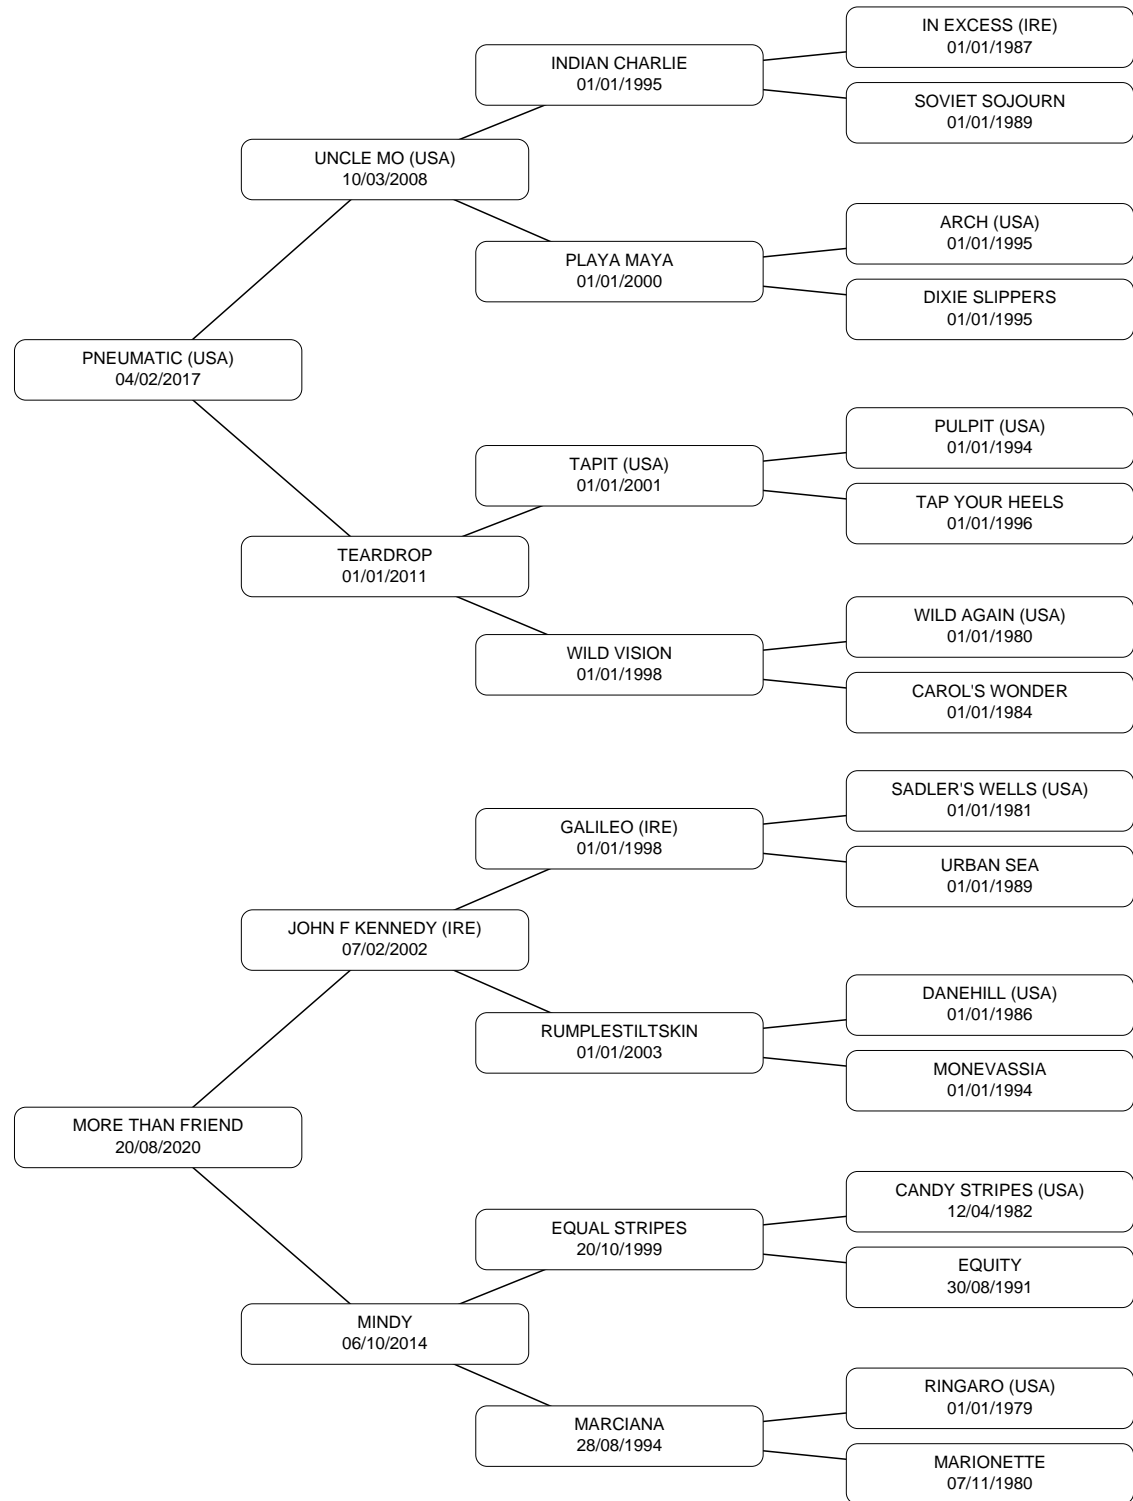 IN EXCESS (IRE)
01/01/1987
INDIAN CHARLIE
01/01/1995
SOVIET SOJOURN
01/01/1989
UNCLE MO (USA)
10/03/2008
ARCH (USA)
01/01/1995
PLAYA MAYA
01/01/2000
DIXIE SLIPPERS
01/01/1995
PNEUMATIC (USA)
04/02/2017
PULPIT (USA)
01/01/1994
TAPIT (USA)
01/01/2001
TAP YOUR HEELS
01/01/1996
TEARDROP
01/01/2011
WILD AGAIN (USA)
01/01/1980
WILD VISION
01/01/1998
CAROL'S WONDER
01/01/1984
SADLER'S WELLS (USA)
01/01/1981
GALILEO (IRE)
01/01/1998
URBAN SEA
01/01/1989
JOHN F KENNEDY (IRE)
07/02/2002
DANEHILL (USA)
01/01/1986
RUMPLESTILTSKIN
01/01/2003
MONEVASSIA
01/01/1994
MORE THAN FRIEND
20/08/2020
CANDY STRIPES (USA)
12/04/1982
EQUAL STRIPES
20/10/1999
EQUITY
30/08/1991
MINDY
06/10/2014
RINGARO (USA)
01/01/1979
MARCIANA
28/08/1994
MARIONETTE
07/11/1980